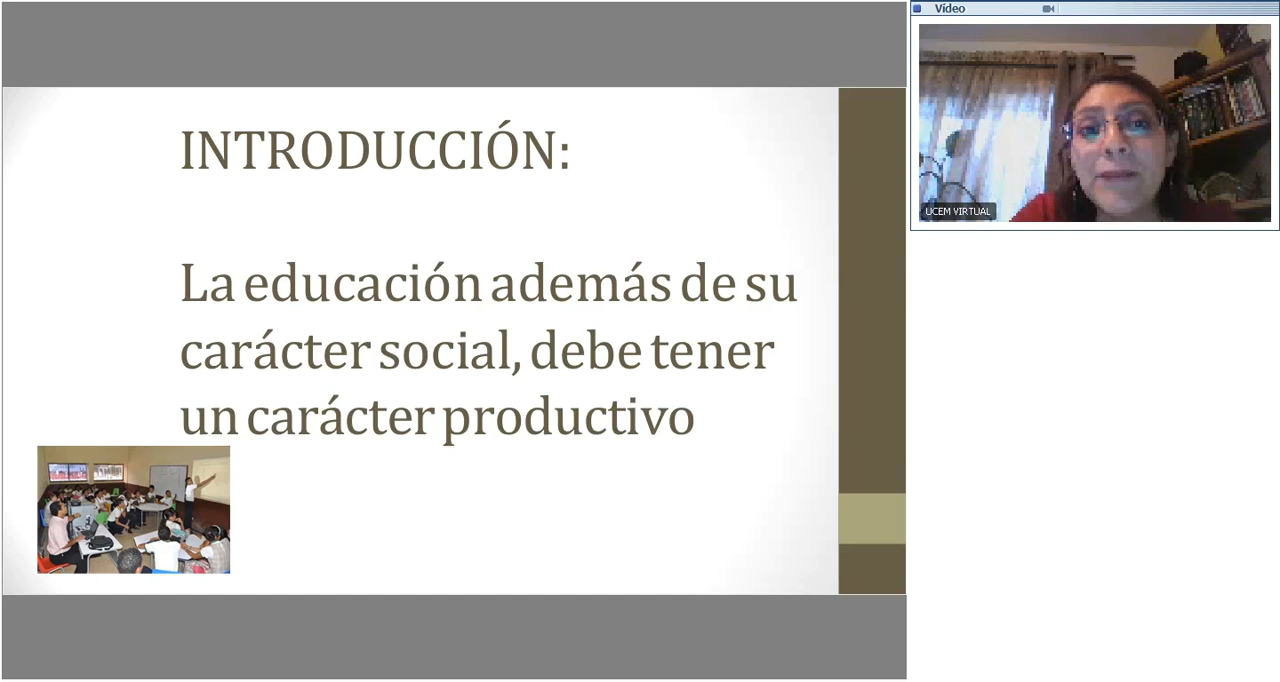 Vídeo
INTRODUCCIÓN:
La educación además de su
carácter social, debe tener
un carácter productivo
UCEM VIRTUAL